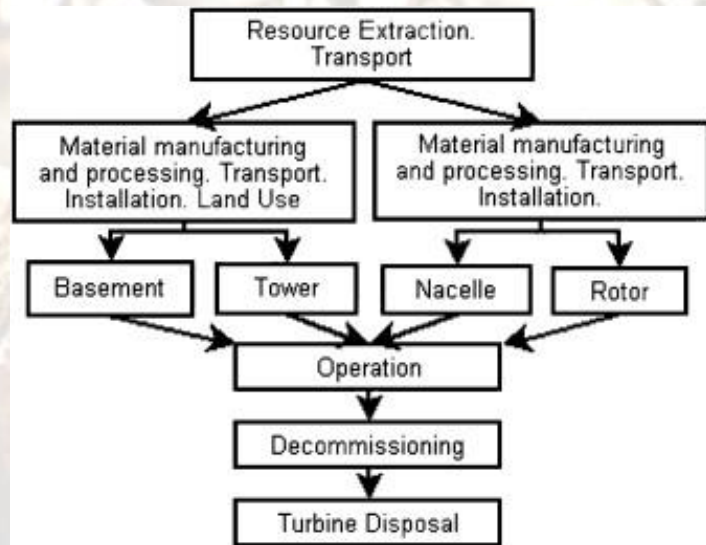 Resource Extraction.
Transport
Material manufacturing
and processing. Transport.
Installation. Land Use
Material manufacturing
and processing. Transport.
Installation.
Basement
Tower
Nacelle
Rotor
Operation
Decommissioning
Turbine Disposal